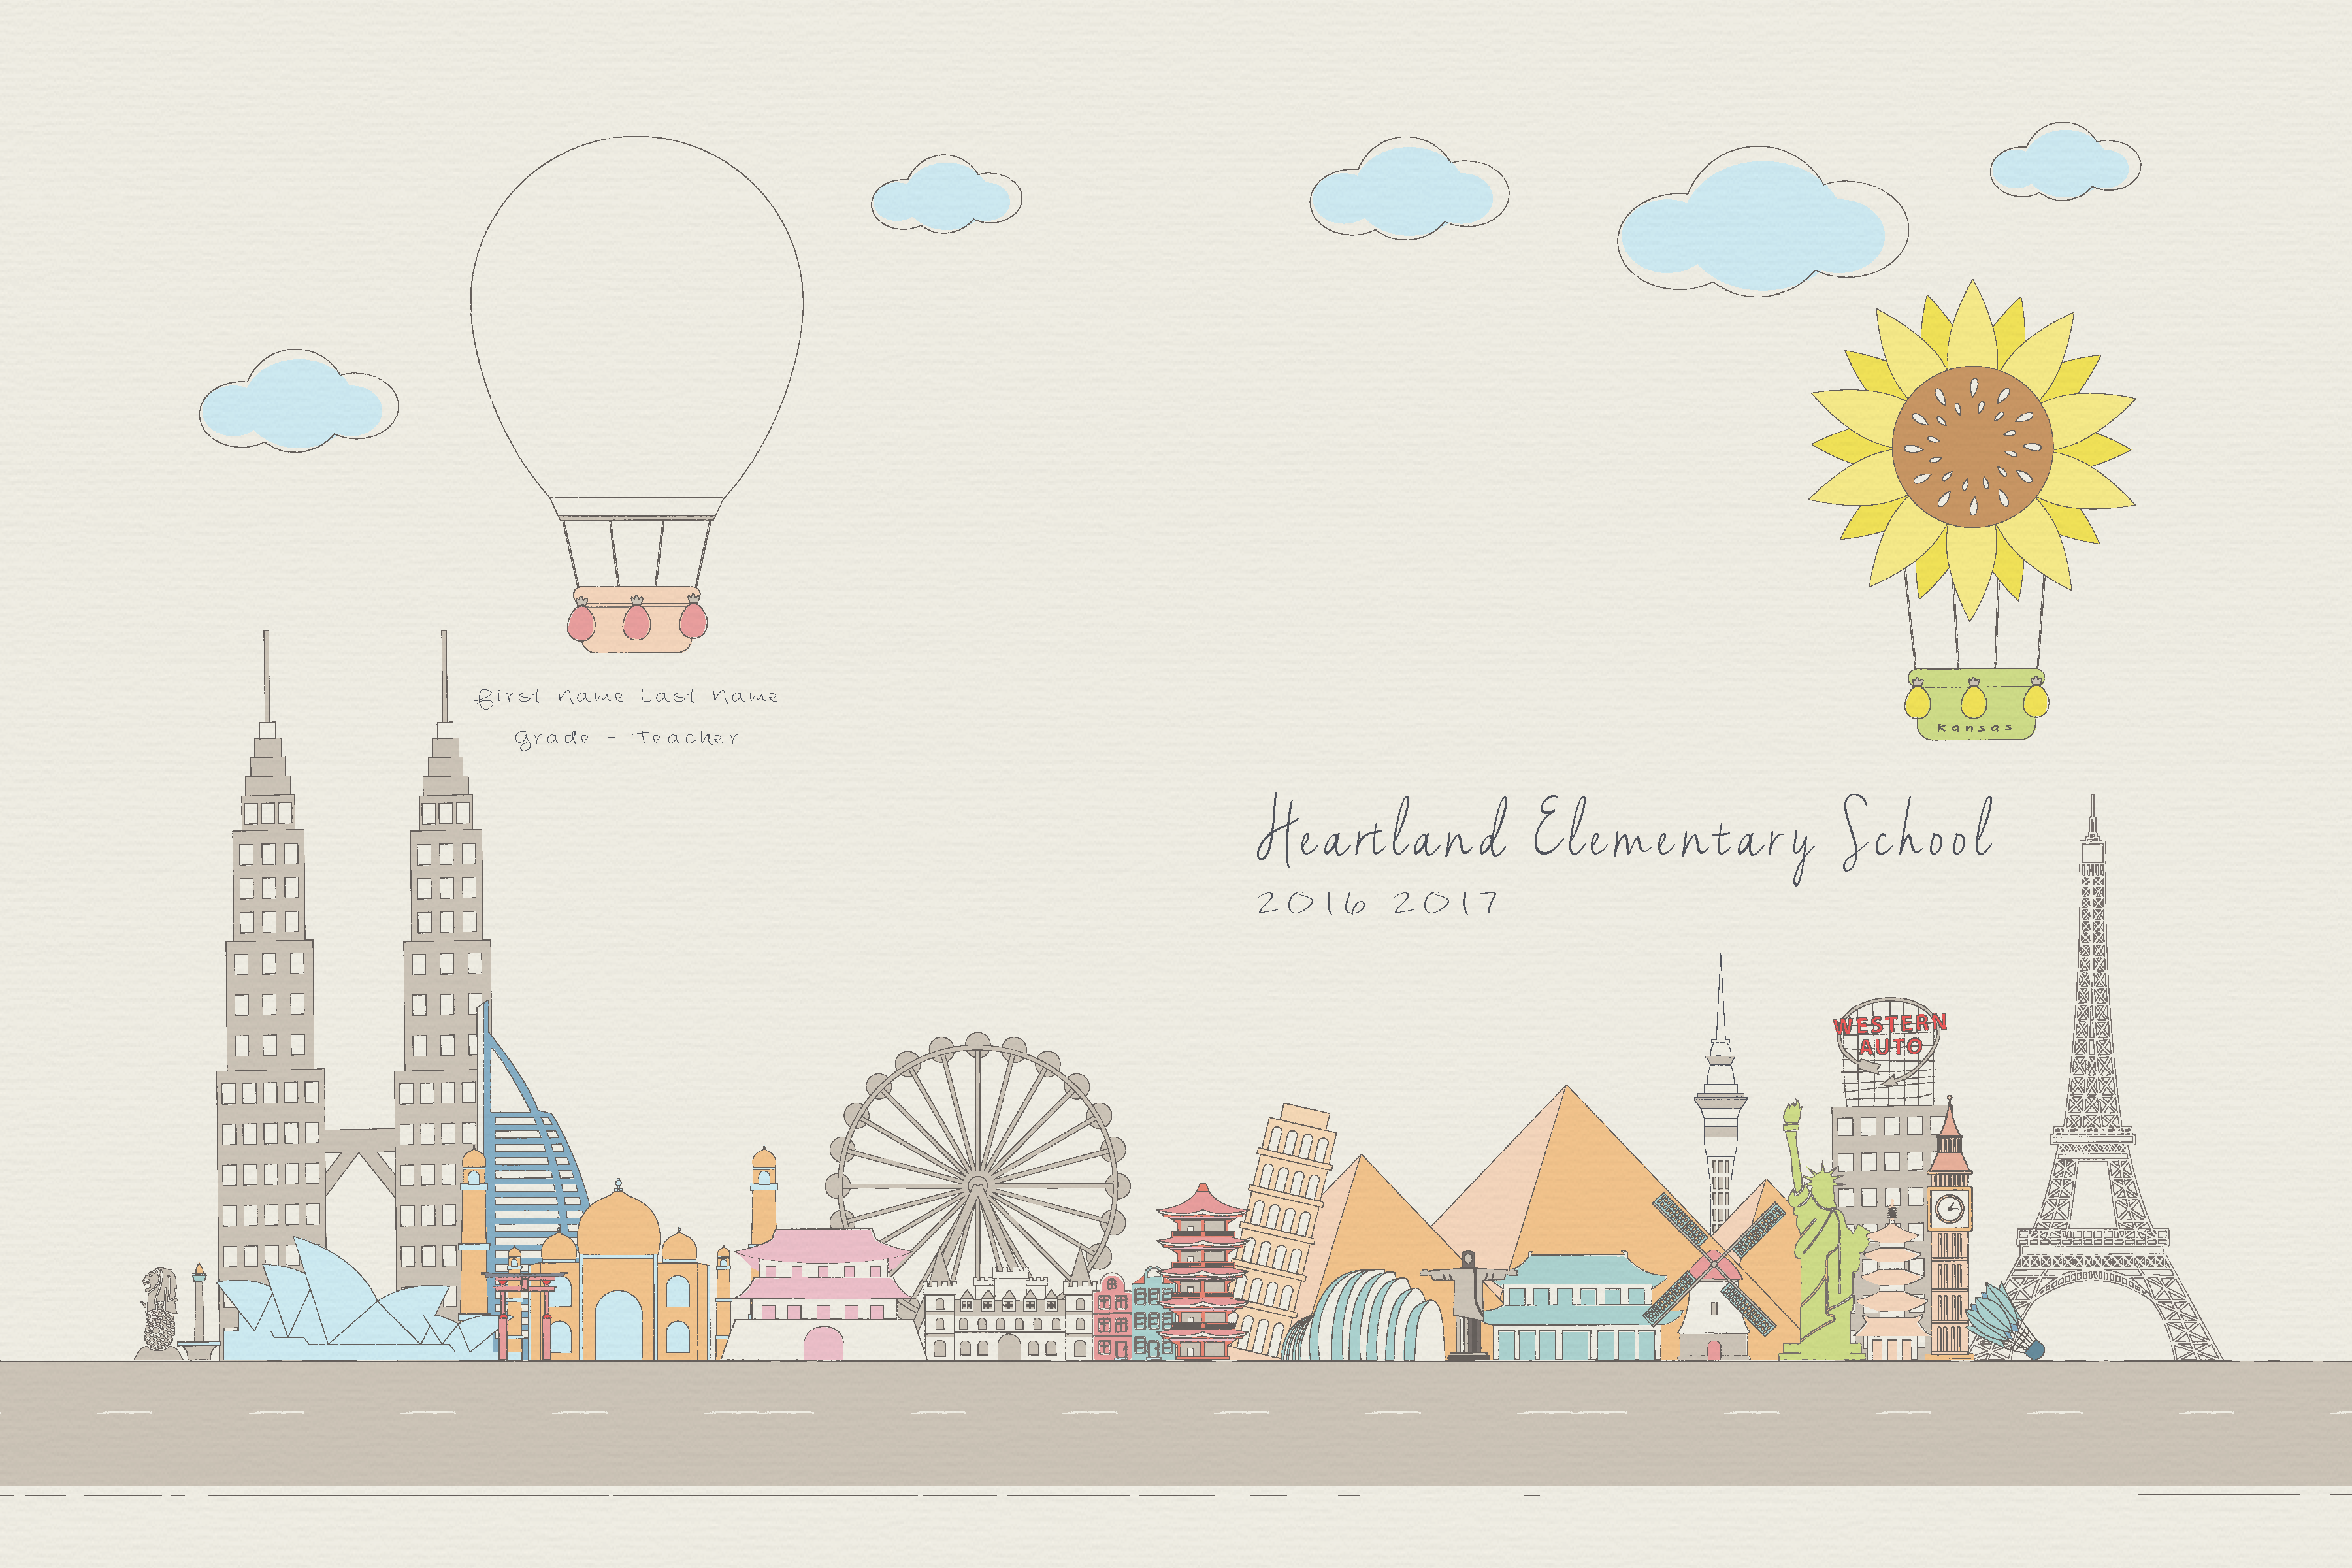 First Name Last Name
Grade - Teacher
Kansas
Heartland Elementary School
2016-2017
WESTERN
AUTO